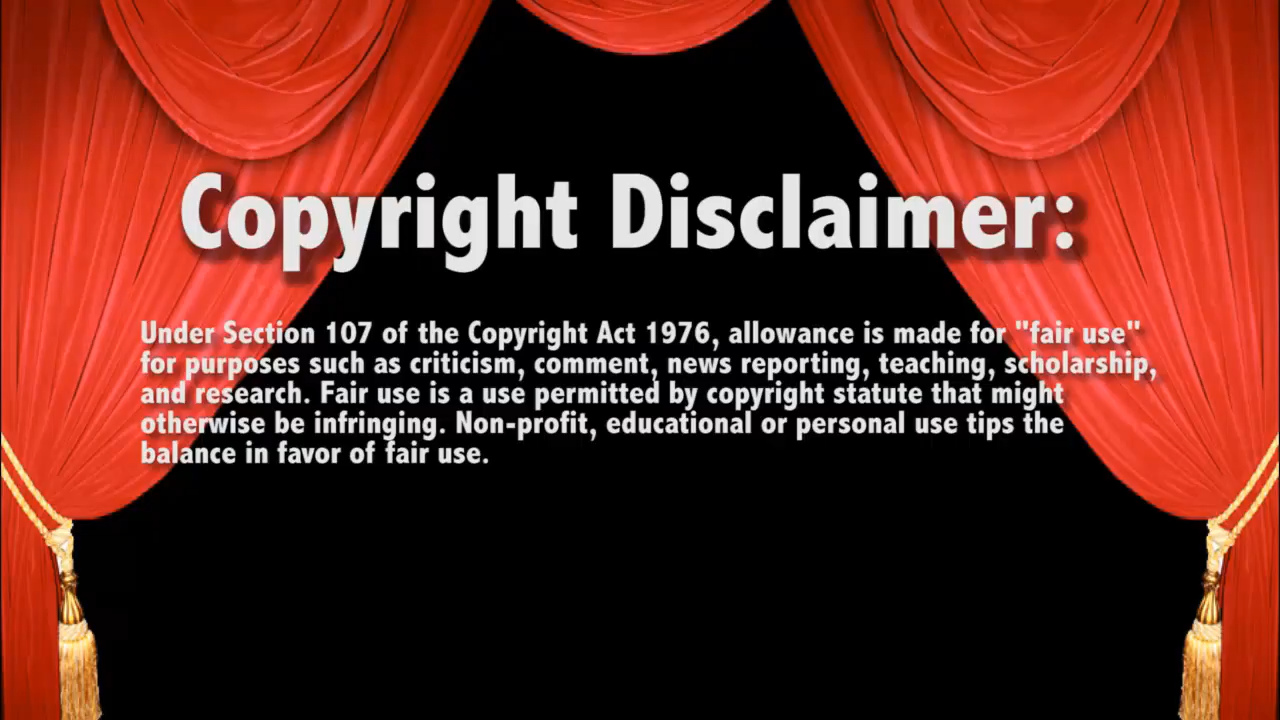 Copyright Disclaimer:
Under Section 107 of the Copyright Act 1976, allowance is made for "fair use"
for purposes such as criticism, comment, news reporting, teaching, scholarship,
and research. Fair use is a use permitted by copyright statute that might
otherwise be infringing. Non-profit, educational or personal use tips the
balance in favor of fair use.